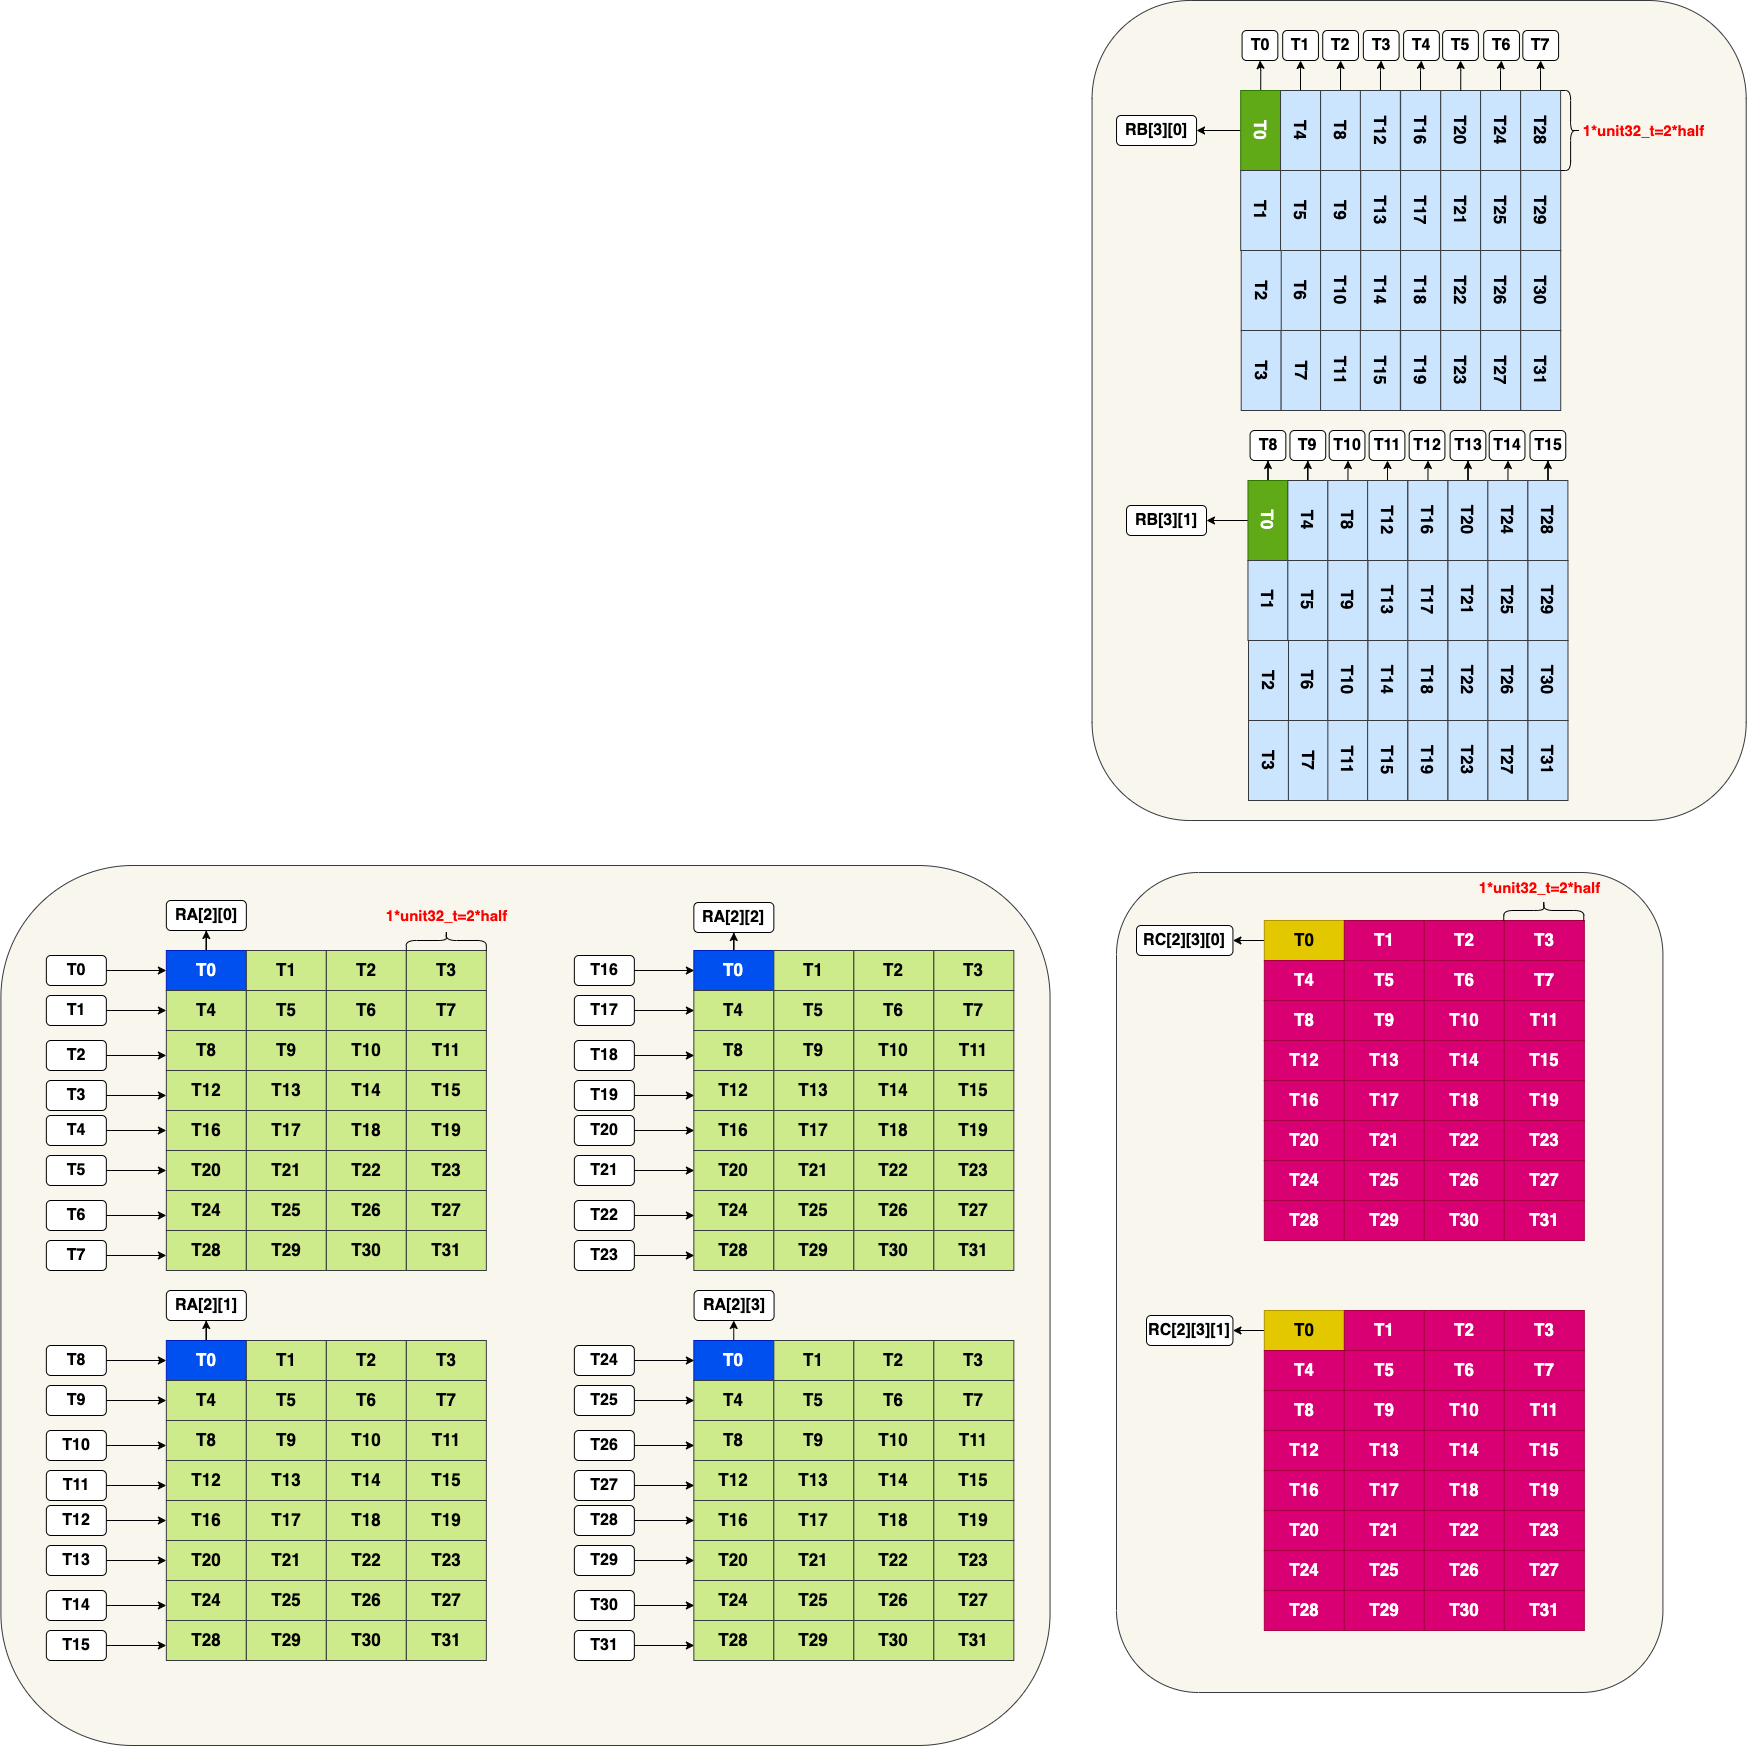 T0 T1 T2 T3 T4 T5 T6 T7
RB[3][0]
T0 T4 T8 T12 T16 T20 T24 T28
1*unit32_t=2*half
T1 T5 T9 T13 T17 T21 T25 T29
T2 T6 T10 T14 T18 T22 T26 T30
T3 T7 T11 T15 T19 T23 T27 T31
T8 T9 T10 T11 T12 T13 T14 T15
RB[3][1]
T0 T4 T8 T12 T16 T20 T24 T28
T1 T5 T9 T13 T17 T21 T25 T29
T2 T6 T10 T14 T18 T22 T26 T30
T3 T7 T11 T15 T19 T23 T27 T31
RA[2][0]
1*unit32_t=2*half
T0 T0 T1 T2 T3
T1 T4 T5 T6 T7
T2 T8 T9 T10 T11
T3 T12 T13 T14 T15
T4 T16 T17 T18 T19
T5 T20 T21 T22 T23
T6 T24 T25 T26 T27
T7 T28 T29 T30 T31
RA[2][2]
T16 T0 T1 T2 T3
T17 T4 T5 T6 T7
T18 T8 T9 T10 T11
T19 T12 T13 T14 T15
T20 T16 T17 T18 T19
T21 T20 T21 T22 T23
T22 T24 T25 T26 T27
T23 T28 T29 T30 T31
RA[2][1]
T8 T0 T1 T2 T3
T9 T4 T5 T6 T7
T10 T8 T9 T10 T11
T11 T12 T13 T14 T15
T12 T16 T17 T18 T19
T13 T20 T21 T22 T23
T14 T24 T25 T26 T27
T15 T28 T29 T30 T31
RA[2][3]
T24 T0 T1 T2 T3
T25 T4 T5 T6 T7
T26 T8 T9 T10 T11
T27 T12 T13 T14 T15
T28 T16 T17 T18 T19
T29 T20 T21 T22 T23
T30 T24 T25 T26 T27
T31 T28 T29 T30 T31
1*unit32_t=2*half
RC[2][3][0]
T0 T1 T2 T3
T4 T5 T6 T7
T8 T9 T10 T11
T12 T13 T14 T15
T16 T17 T18 T19
T20 T21 T22 T23
T24 T25 T26 T27
T28 T29 T30 T31
RC[2][3][1]
T0 T1 T2 T3
T4 T5 T6 T7
T8 T9 T10 T11
T12 T13 T14 T15
T16 T17 T18 T19
T20 T21 T22 T23
T24 T25 T26 T27
T28 T29 T30 T31